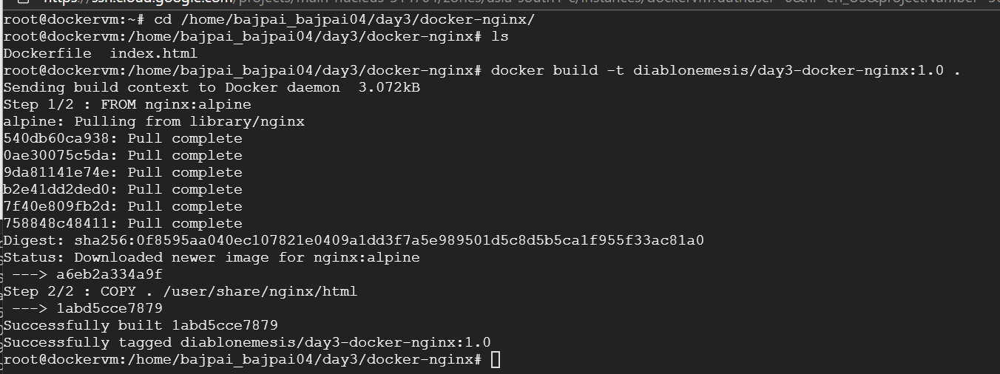 https://ssh.cloud.google.com/projects/
root@dockervm:~# cd /home/bajpai_bajpai04/day3/docker-nginx/
root@dockervm:/home/bajpai_bajpai04/day3/docker-nginx# ls
Dockerfile  index.html
root@dockervm:/home/bajpai_bajpai04/day3/docker-nginx# docker build -t diablonemesis/day3-docker-nginx:1.0 .
Sending build context to Docker daemon  3.072kB
Step 1/2 : FROM nginx:alpine
alpine: Pulling from library/nginx
540db60ca938: Pull complete
0ae30075c5da: Pull complete
9da81141e74e: Pull complete
b2e41dd2ded0: Pull complete
7f40e809fb2d: Pull complete
758848c48411: Pull complete
Digest: sha256:0f8595aa040ec107821e0409a1dd3f7a5e989501d5c8d5b5ca1f955f33ac81a0
Status: Downloaded newer image for nginx:alpine
 ---> a6eb2a334a9f
Step 2/2 : COPY . /user/share/nginx/html
 ---> 1abd5cce7879
Successfully built 1abd5cce7879
Successfully tagged diablonemesis/day3-docker-nginx:1.0
root@dockervm:/home/bajpai_bajpai04/day3/docker-nginx#